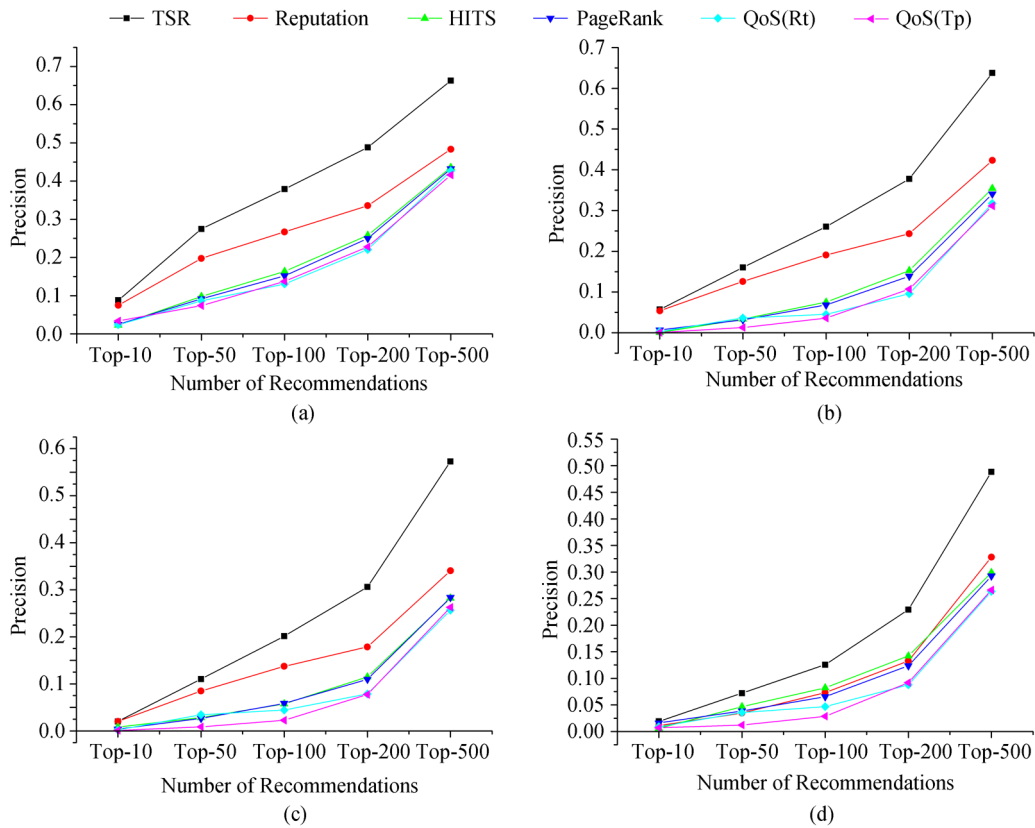 TSR Reputation HITS PageRank QoS(Rt) QoS(Tp)
Precision
0.7
0.6
0.5
0.4
0.3
0.2
0.1
0.0
Top-10 Top-50 Top-100 Top-200 Top-500
Number of Recommendations
(a)
Precision
0.7
0.6
0.5
0.4
0.3
0.2
0.1
0.0
Top-10 Top-50 Top-100 Top-200 Top-500
Number of Recommendations
(b)
Precision
0.6
0.5
0.4
0.3
0.2
0.1
0.0
Top-10 Top-50 Top-100 Top-200 Top-500
Number of Recommendations
(c)
Precision
0.55
0.50
0.45
0.40
0.35
0.30
0.25
0.20
0.15
0.10
0.05
0.00
Top-10 Top-50 Top-100 Top-200 Top-500
Number of Recommendations
(d)